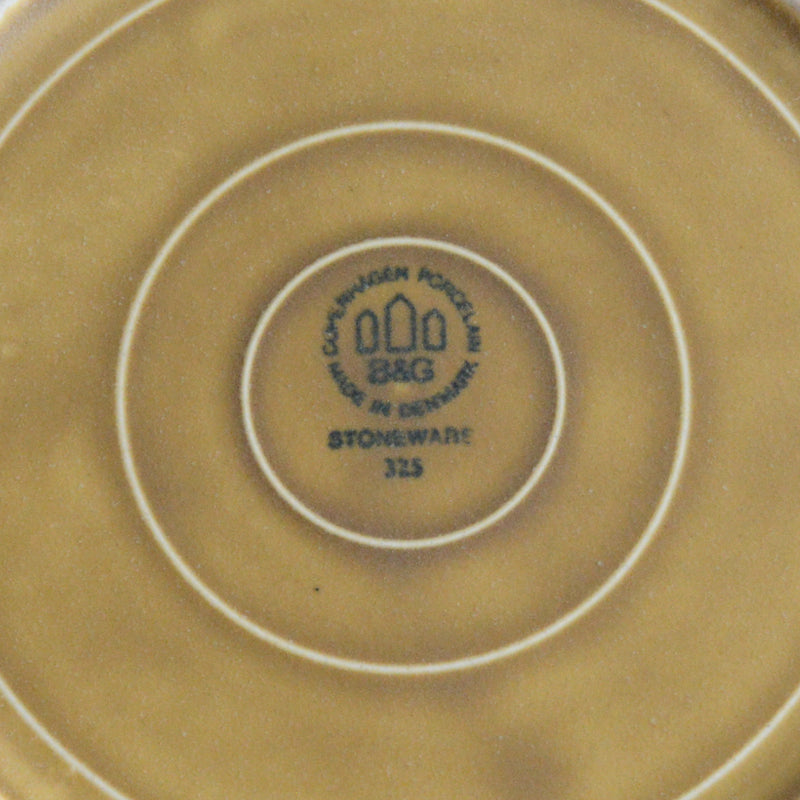 COPENHAGEN PORCELAIN
B&G
MADE IN DENMARK
STONEWARE
325